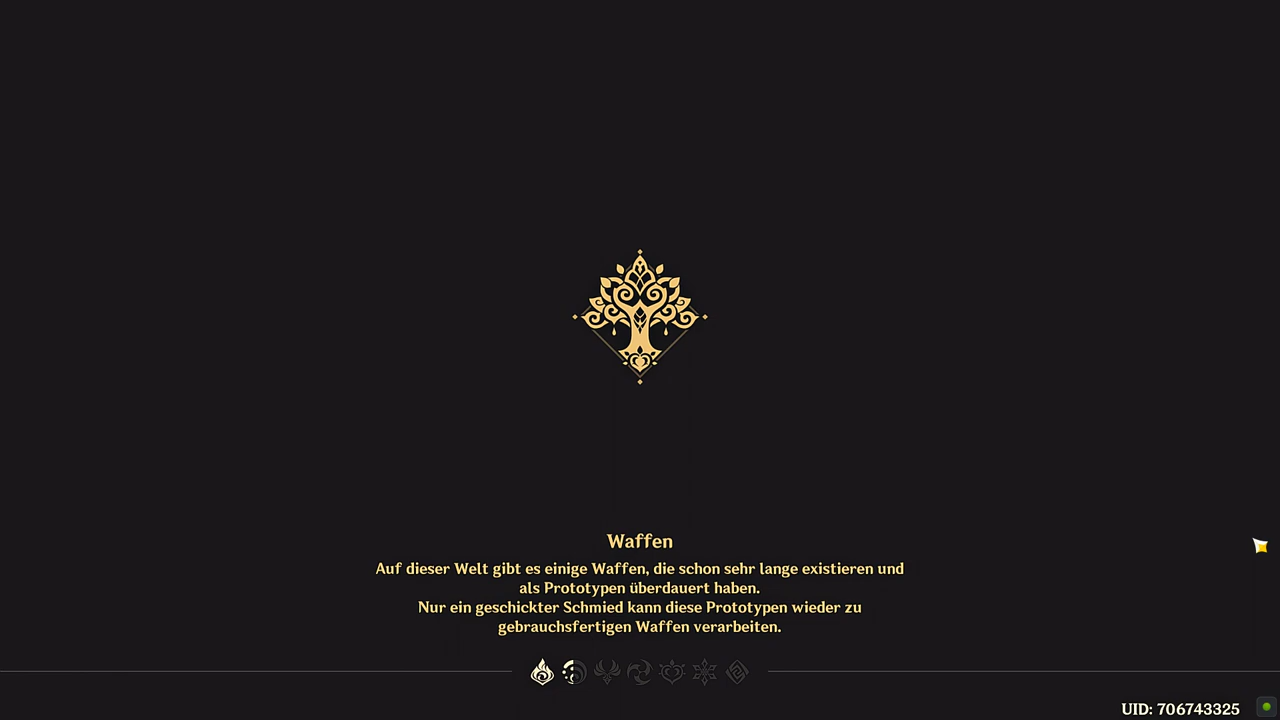 Waffen
Auf dieser Welt gibt es einige Waffen, die schon sehr lange existieren und
als Prototypen überdauert haben.
Nur ein geschickter Schmied kann diese Prototypen wieder zu
gebrauchsfertigen Waffen verarbeiten.
UID: 706743325